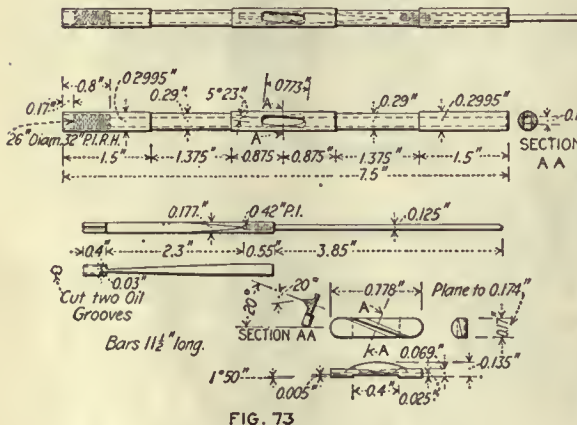 0.8"
0.2995"
0.773"
0.17"
0.29"
5°23'
A
A
0.29"
0.2995"
26"Diam, 32"P.I.R.H.
SECTION
A A
1.5" 1.375" 0.875" 0.875" 1.375" 1.5"
7.5"
0.177"
0.42"P.I.
0.125"
0.4" 2.3" 0.55" 3.85"
0.03"
Cut two Oil
Grooves
20°
20°
SECTION AA
0.778"
A
Plane to 0.174"
0.17"
A
Bars 11½" long.
0.069"
0.135"
1°50"
0.005"
0.4"
0.025"
FIG. 73